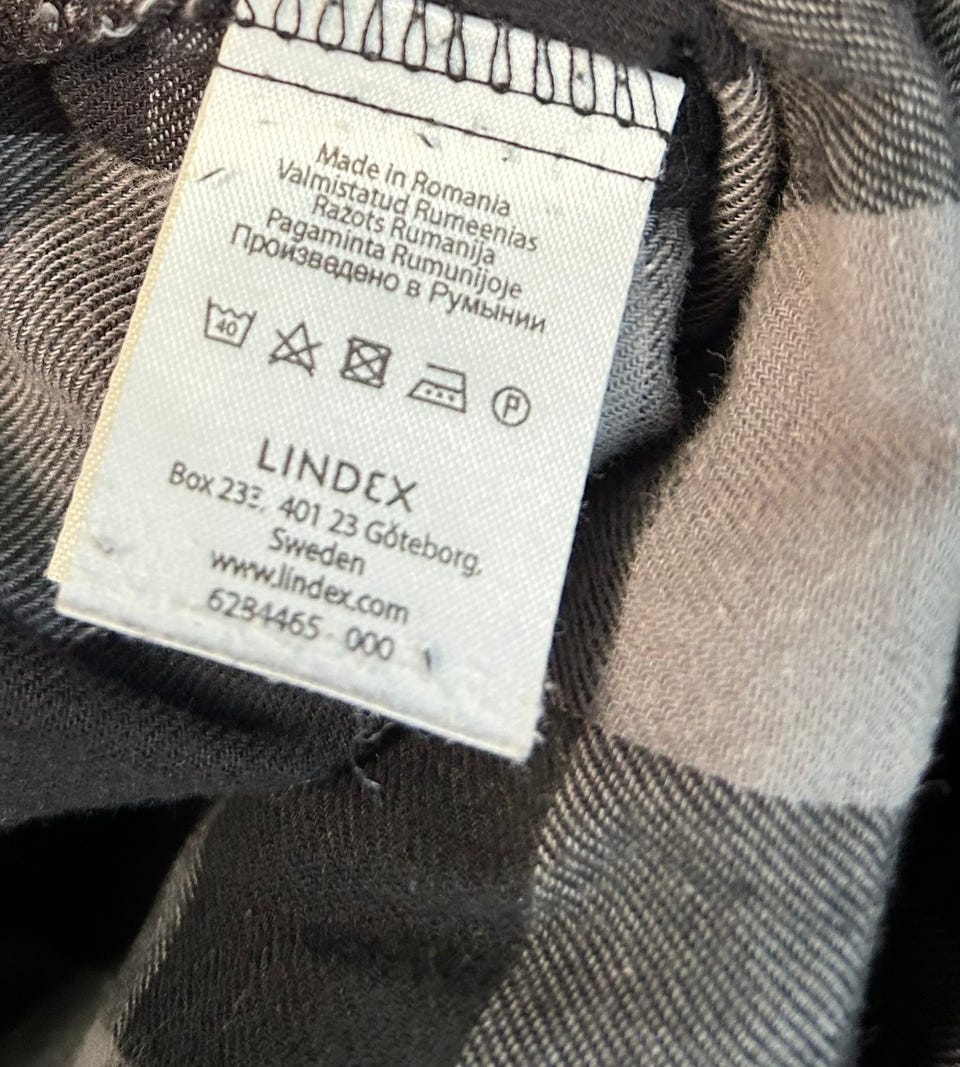 Made in Romania
Valmistatud Rumeenias
Razots Rumanija
Pagaminta Rumunijoje
Произведено в Румынии
40
P
LINDEX
Box 233, 401 23 Göteborg,
Sweden
www.lindex.com
000